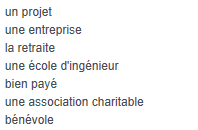 un projet
une entreprise
la retraite
une école d'ingénieur
bien payé
une association charitable
bénévole